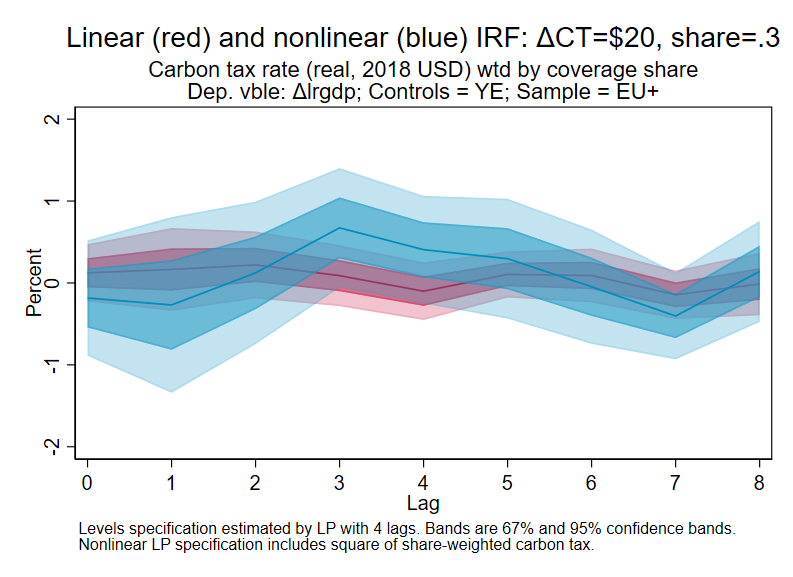 Linear (red) and nonlinear (blue) IRF: ΔCT=$20, share=.3
Carbon tax rate (real, 2018 USD) wtd by coverage share
Dep. vble: Δlrgdp; Controls = YE; Sample = EU+
2
1
0
-1
-2
Percent
0 1 2 3 4 5 6 7 8
Lag
Levels specification estimated by LP with 4 lags. Bands are 67% and 95% confidence bands.
Nonlinear LP specification includes square of share-weighted carbon tax.